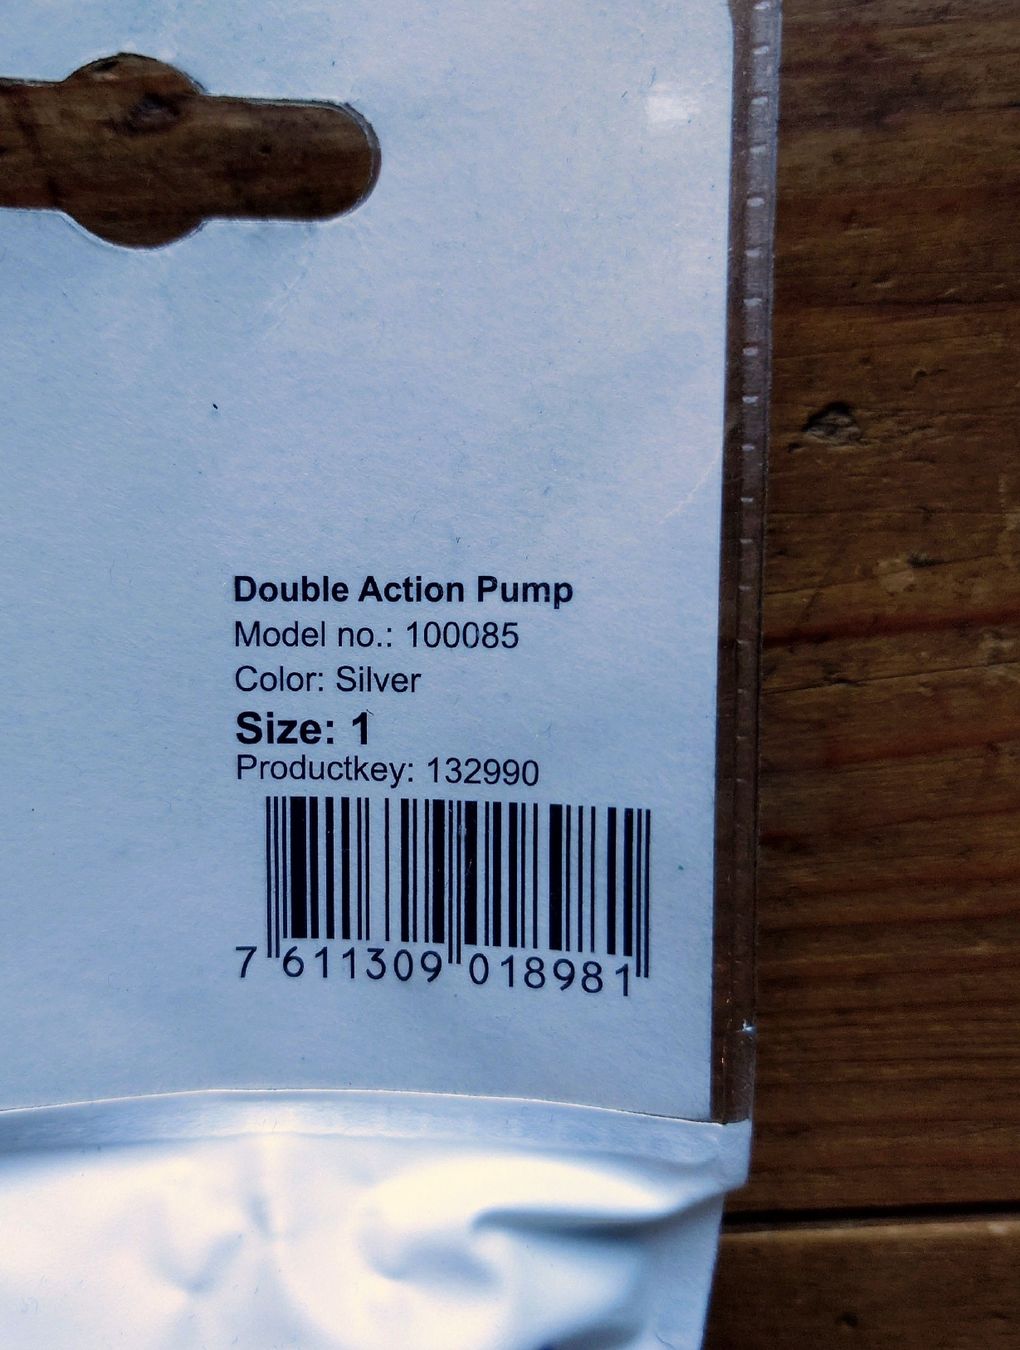 Double Action Pump
Model no.: 100085
Color: Silver
Size: 1
Productkey: 132990
7 611309 018981